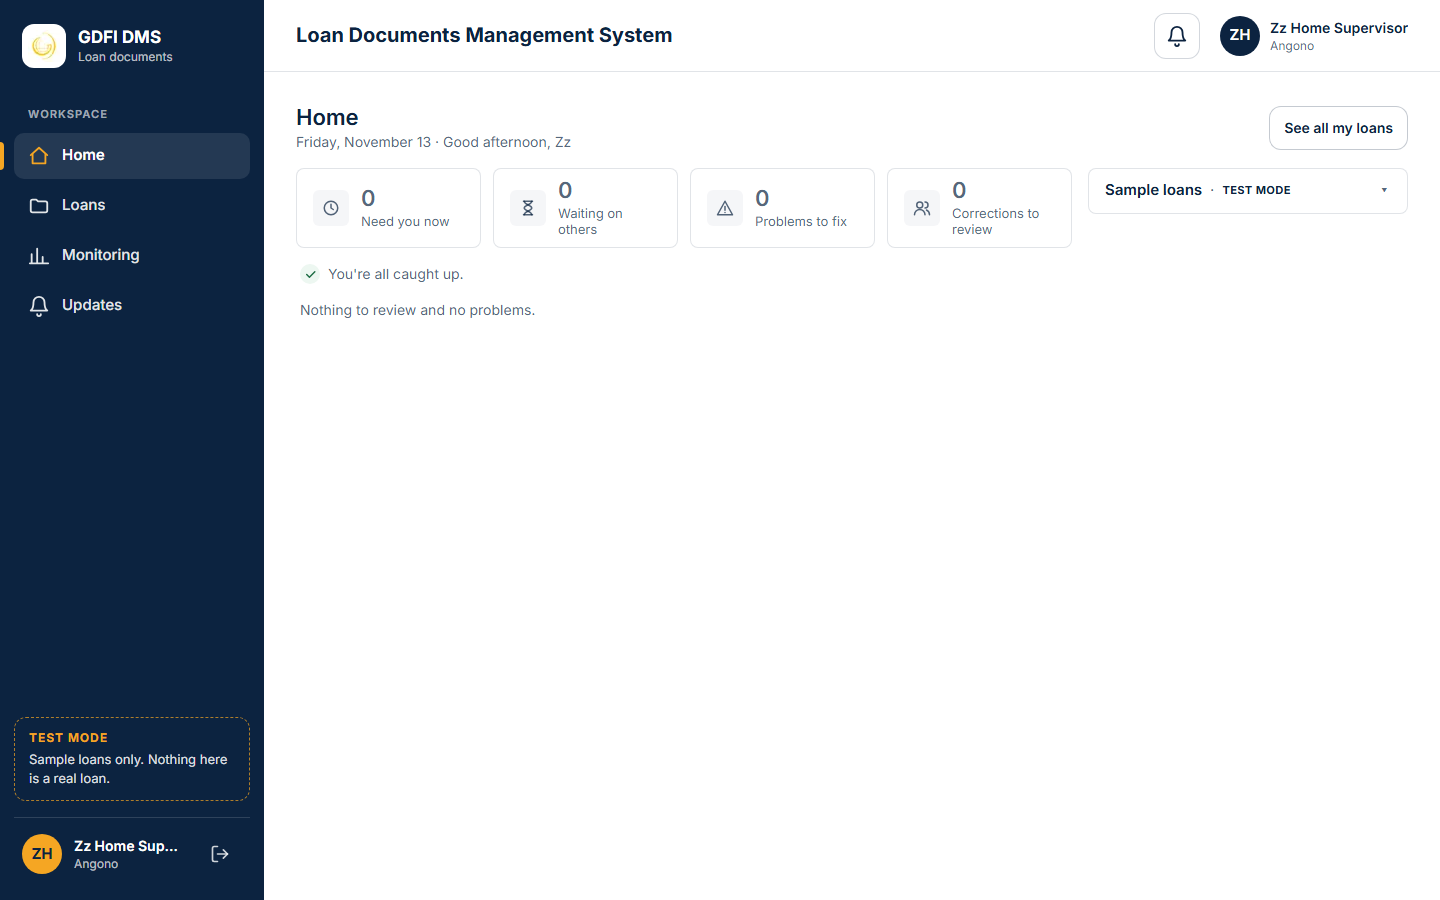 GDFI DMS
Loan documents
WORKSPACE
Home
Loans
Monitoring
Updates
TEST MODE
Sample loans only. Nothing here
is a real loan.
ZH
Zz Home Sup...
Angono
Loan Documents Management System
ZH
Zz Home Supervisor
Angono
Home
Friday, November 13 · Good afternoon, Zz
See all my loans
0
Need you now
0
Waiting on
others
0
Problems to fix
0
Corrections to
review
Sample loans · TEST MODE
You're all caught up.
Nothing to review and no problems.